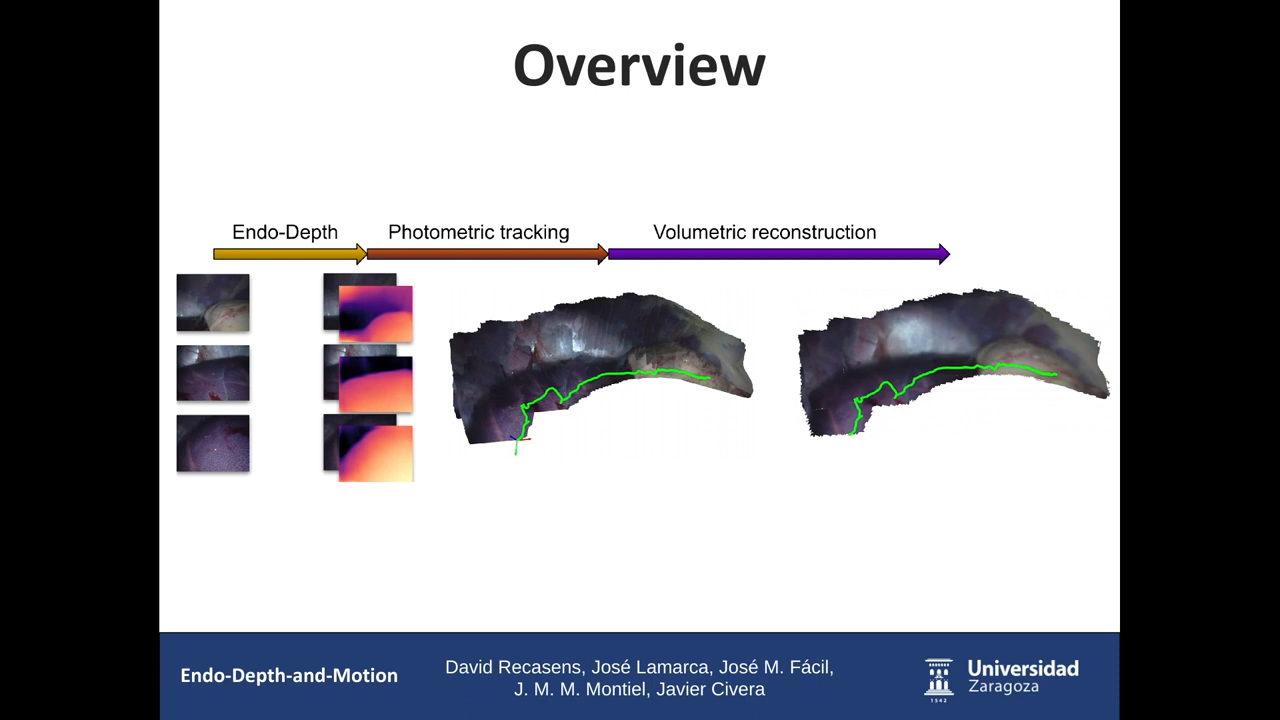 Overview
Endo-Depth
Photometric tracking
Volumetric reconstruction
Endo-Depth-and-Motion
David Recasens, José Lamarca, José M. Fácil,
J. M. M. Montiel, Javier Civera
Universidad
Zaragoza
1542